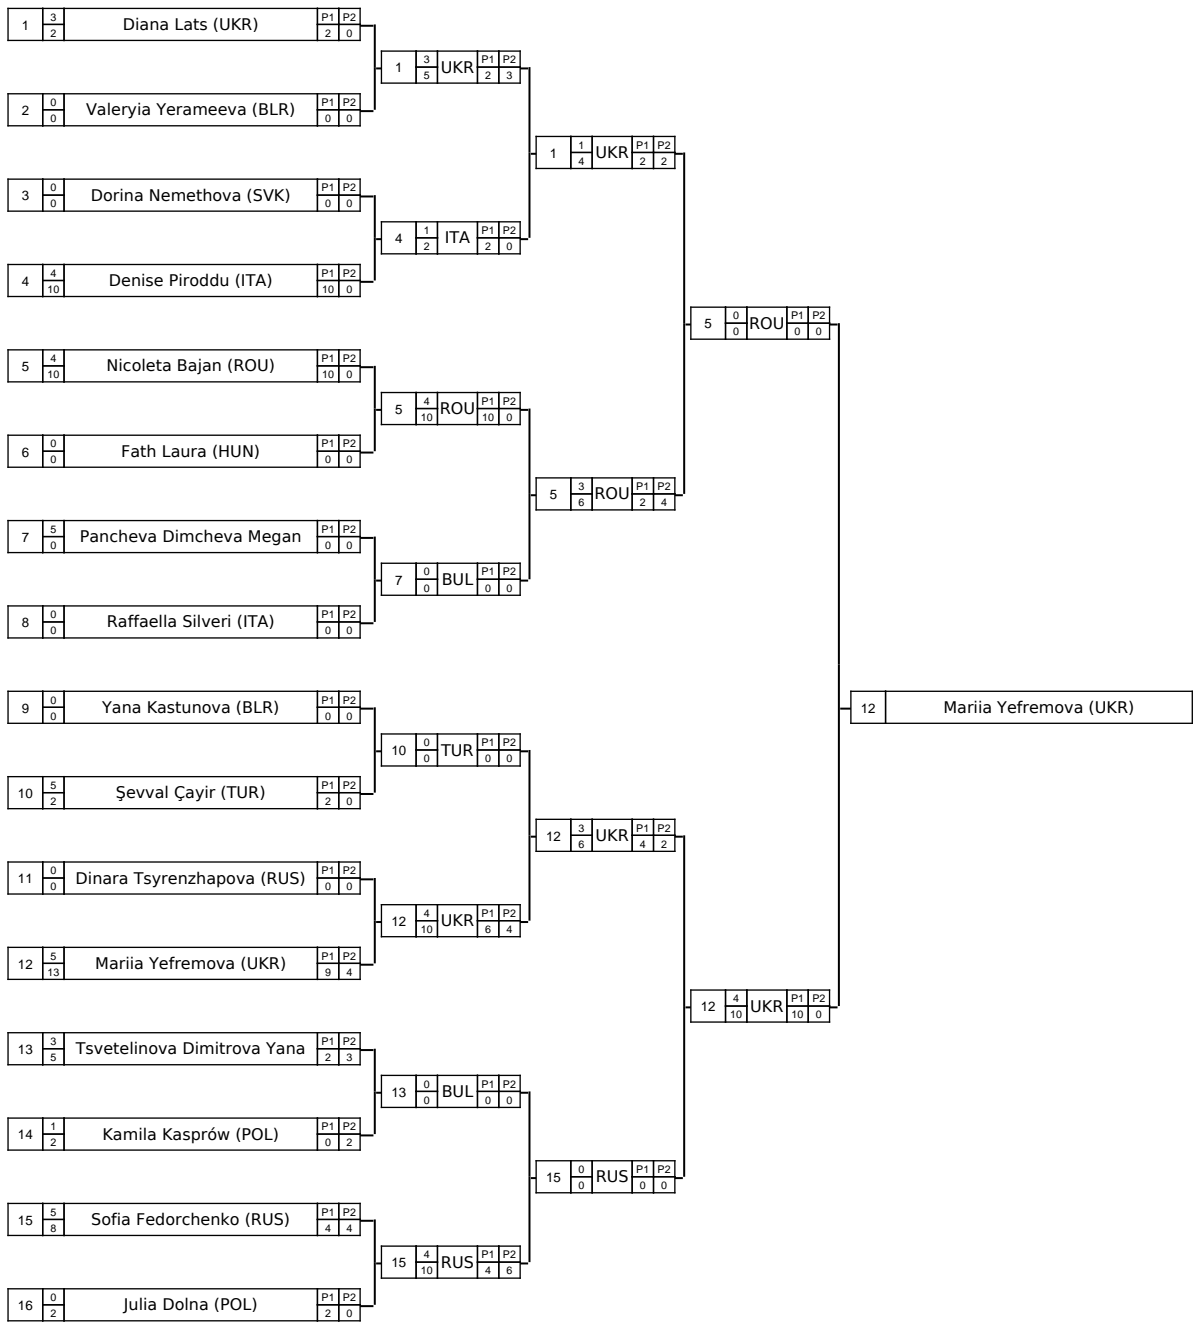 1 3 2 Diana Lats (UKR) P1 P2 2 0
1 3 5 UKR P1 P2 2 3
2 0 0 Valeryia Yerameeva (BLR) P1 P2 0 0
1 1 4 UKR P1 P2 2 2
3 0 0 Dorina Nemethova (SVK) P1 P2 0 0
4 1 2 ITA P1 P2 2 0
4 4 10 Denise Piroddu (ITA) P1 P2 10 0
5 0 0 ROU P1 P2 0 0
5 4 10 Nicoleta Bajan (ROU) P1 P2 10 0
5 4 10 ROU P1 P2 10 0
6 0 0 Fath Laura (HUN) P1 P2 0 0
5 3 6 ROU P1 P2 2 4
7 5 0 Pancheva Dimcheva Megan P1 P2 0 0
7 0 0 BUL P1 P2 0 0
8 0 0 Raffaella Silveri (ITA) P1 P2 0 0
9 0 0 Yana Kastunova (BLR) P1 P2 0 0
12 Mariia Yefremova (UKR)
10 0 0 TUR P1 P2 0 0
10 5 2 Şevval Çayir (TUR) P1 P2 2 0
12 3 6 UKR P1 P2 4 2
11 0 0 Dinara Tsyrenzhapova (RUS) P1 P2 0 0
12 4 10 UKR P1 P2 6 4
12 5 13 Mariia Yefremova (UKR) P1 P2 9 4
12 4 10 UKR P1 P2 10 0
13 3 5 Tsvetelinova Dimitrova Yana P1 P2 2 3
13 0 0 BUL P1 P2 0 0
14 1 2 Kamila Kasprów (POL) P1 P2 0 2
15 0 0 RUS P1 P2 0 0
15 5 8 Sofia Fedorchenko (RUS) P1 P2 4 4
15 4 10 RUS P1 P2 4 6
16 0 2 Julia Dolna (POL) P1 P2 2 0